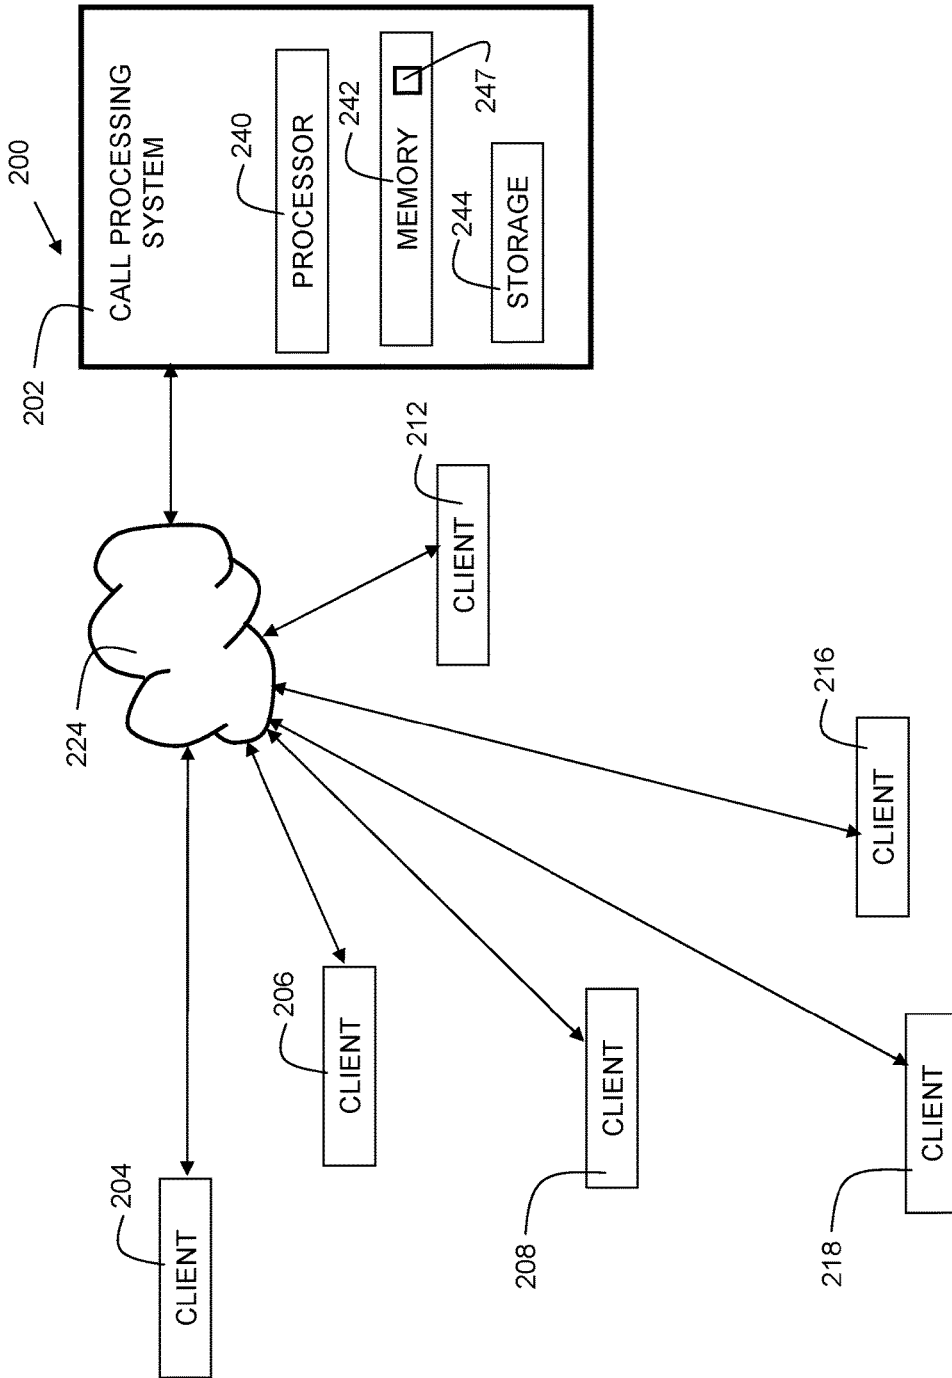 200
202
CALL PROCESSING
SYSTEM
240
PROCESSOR
242
MEMORY
247
244
STORAGE
224
212
CLIENT
204
CLIENT
206
CLIENT
208
CLIENT
216
CLIENT
218
CLIENT